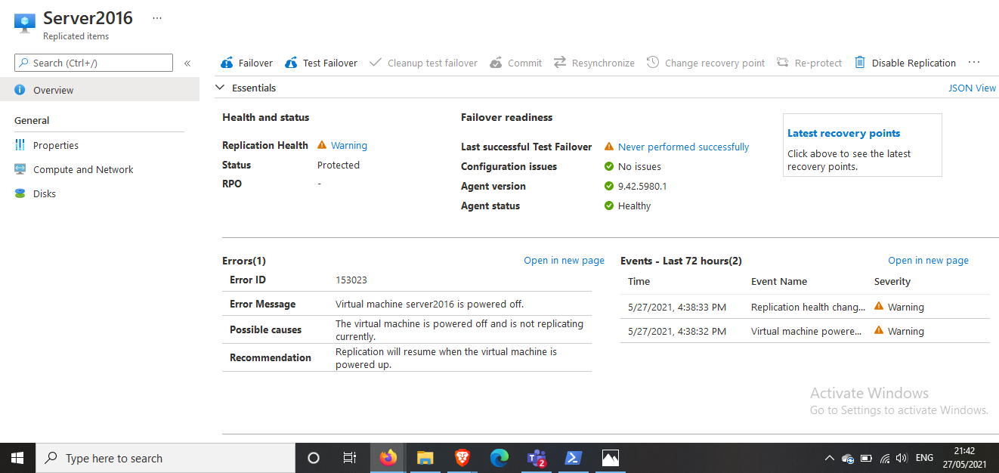 Server2016 ...
Replicated items
Search (Ctrl+/) «
Failover Test Failover Cleanup test failover Commit Resynchronize Change recovery point Re-protect Disable Replication ...
Overview
Essentials JSON View
General
Properties
Compute and Network
Disks
Health and status
Replication Health Warning
Status Protected
RPO -
Failover readiness
Last successful Test Failover Never performed successfully
Configuration issues No issues
Agent version 9.42.5980.1
Agent status Healthy
Latest recovery points
Click above to see the latest
recovery points.
Errors(1) Open in new page
Error ID 153023
Error Message Virtual machine server2016 is powered off.
Possible causes The virtual machine is powered off and is not replicating
currently.
Recommendation Replication will resume when the virtual machine is
powered up.
Events - Last 72 hours(2) Open in new page
Time Event Name Severity
5/27/2021, 4:38:33 PM Replication health chang... Warning
5/27/2021, 4:38:32 PM Virtual machine powere... Warning
Activate Windows
Go to Settings to activate Windows.
Type here to search 2 ENG 21:42
27/05/2021